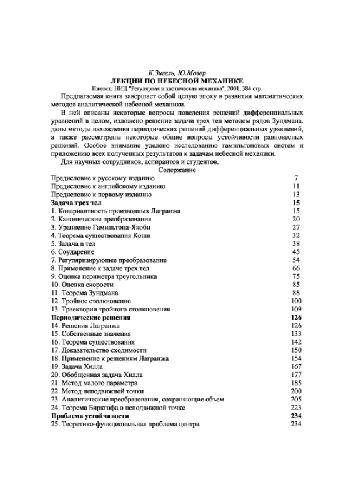 К.Зигель, Ю.Мозер
ЛЕКЦИИ ПО НЕБЕСНОЙ МЕХАНИКЕ
Ижевск: НИЦ "Регулярная и хаотическая механика", 2001, 384 стр.
Предлагаемая книга завершает собой целую эпоху в развитии математических
методов аналитической небесной механики.
В ней описаны некоторые вопросы поведения решений дифференциальных
уравнений в целом, изложено решение задачи трех тел методом рядов Зундмана,
даны методы нахождения периодических решений дифференциальных уравнений,
а также рассмотрены некоторые общие вопросы устойчивости равновесных
решений. Особое внимание уделено исследованию гамильтоновых систем и
приложению всех полученных результатов к задачам небесной механики.
Для научных сотрудников, аспирантов и студентов.
Содержание
Предисловие к русскому изданию 7
Предисловие к английскому изданию 11
Предисловие к первому изданию 13
Задача трех тел 15
1. Ковариантность производных Лагранжа 15
2. Каноническое преобразование 20
3. Уравнение Гамильтона-Якоби 27
4. Теорема существования Коши 32
5. Задача n тел 38
6. Соударение 45
7. Регуляризирующее преобразование 54
8. Применение к задаче трех тел 66
9. Оценка периметра треугольника 75
10. Оценка скорости 85
11. Теорема Зундмана 88
12. Тройное столкновение 100
13. Траектории тройного столкновения 109
Периодические решения 126
14. Решения Лагранжа 126
15. Собственные значения 133
16. Теорема существования 142
17. Доказательство сходимости 150
18. Применение к решениям Лагранжа 154
19. Задача Хилла 167
20. Обобщенная задача Хилла 177
21. Метод малого параметра 185
22. Метод неподвижной точки 200
23. Аналитические преобразования, сохраняющие объем 205
24. Теорема Биркгофа о неподвижной точке 223
Проблема устойчивости 234
25. Теоретико-функциональная проблема центра 234